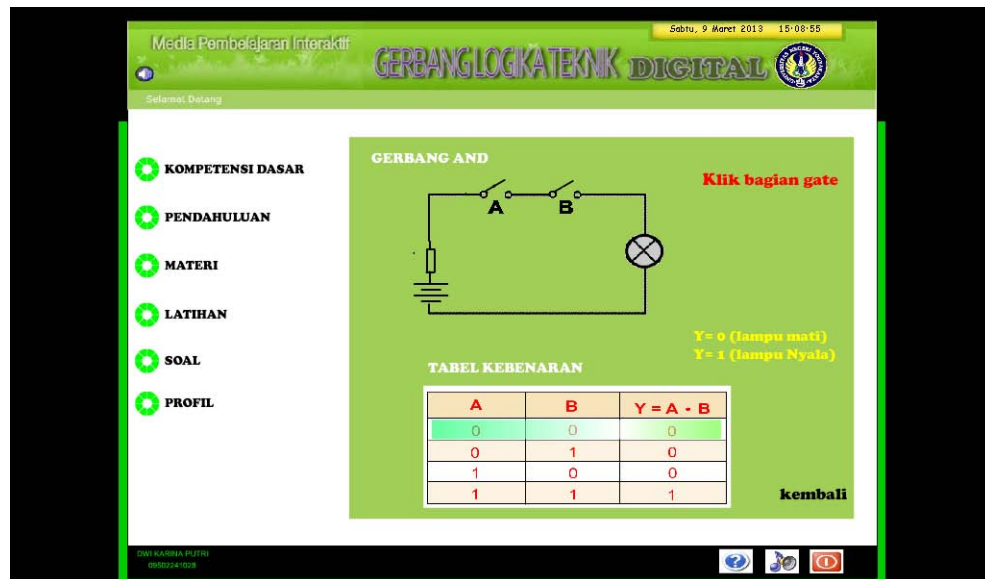 Sabtu, 9 Maret 2013 15:08:55
Media Pembelajaran Interaktif
GERBANG LOGIKA TEKNIK DIGITAL
Selamat Datang
KOMPETENSI DASAR
PENDAHULUAN
MATERI
LATIHAN
SOAL
PROFIL
GERBANG AND
Klik bagian gate
A B
Y= 0 (lampu mati)
Y= 1 (lampu Nyala)
TABEL KEBENARAN
A B Y = A • B
0 0 0
0 1 0
1 0 0
1 1 1
kembali
DWI KARINA PUTRI
09502241028